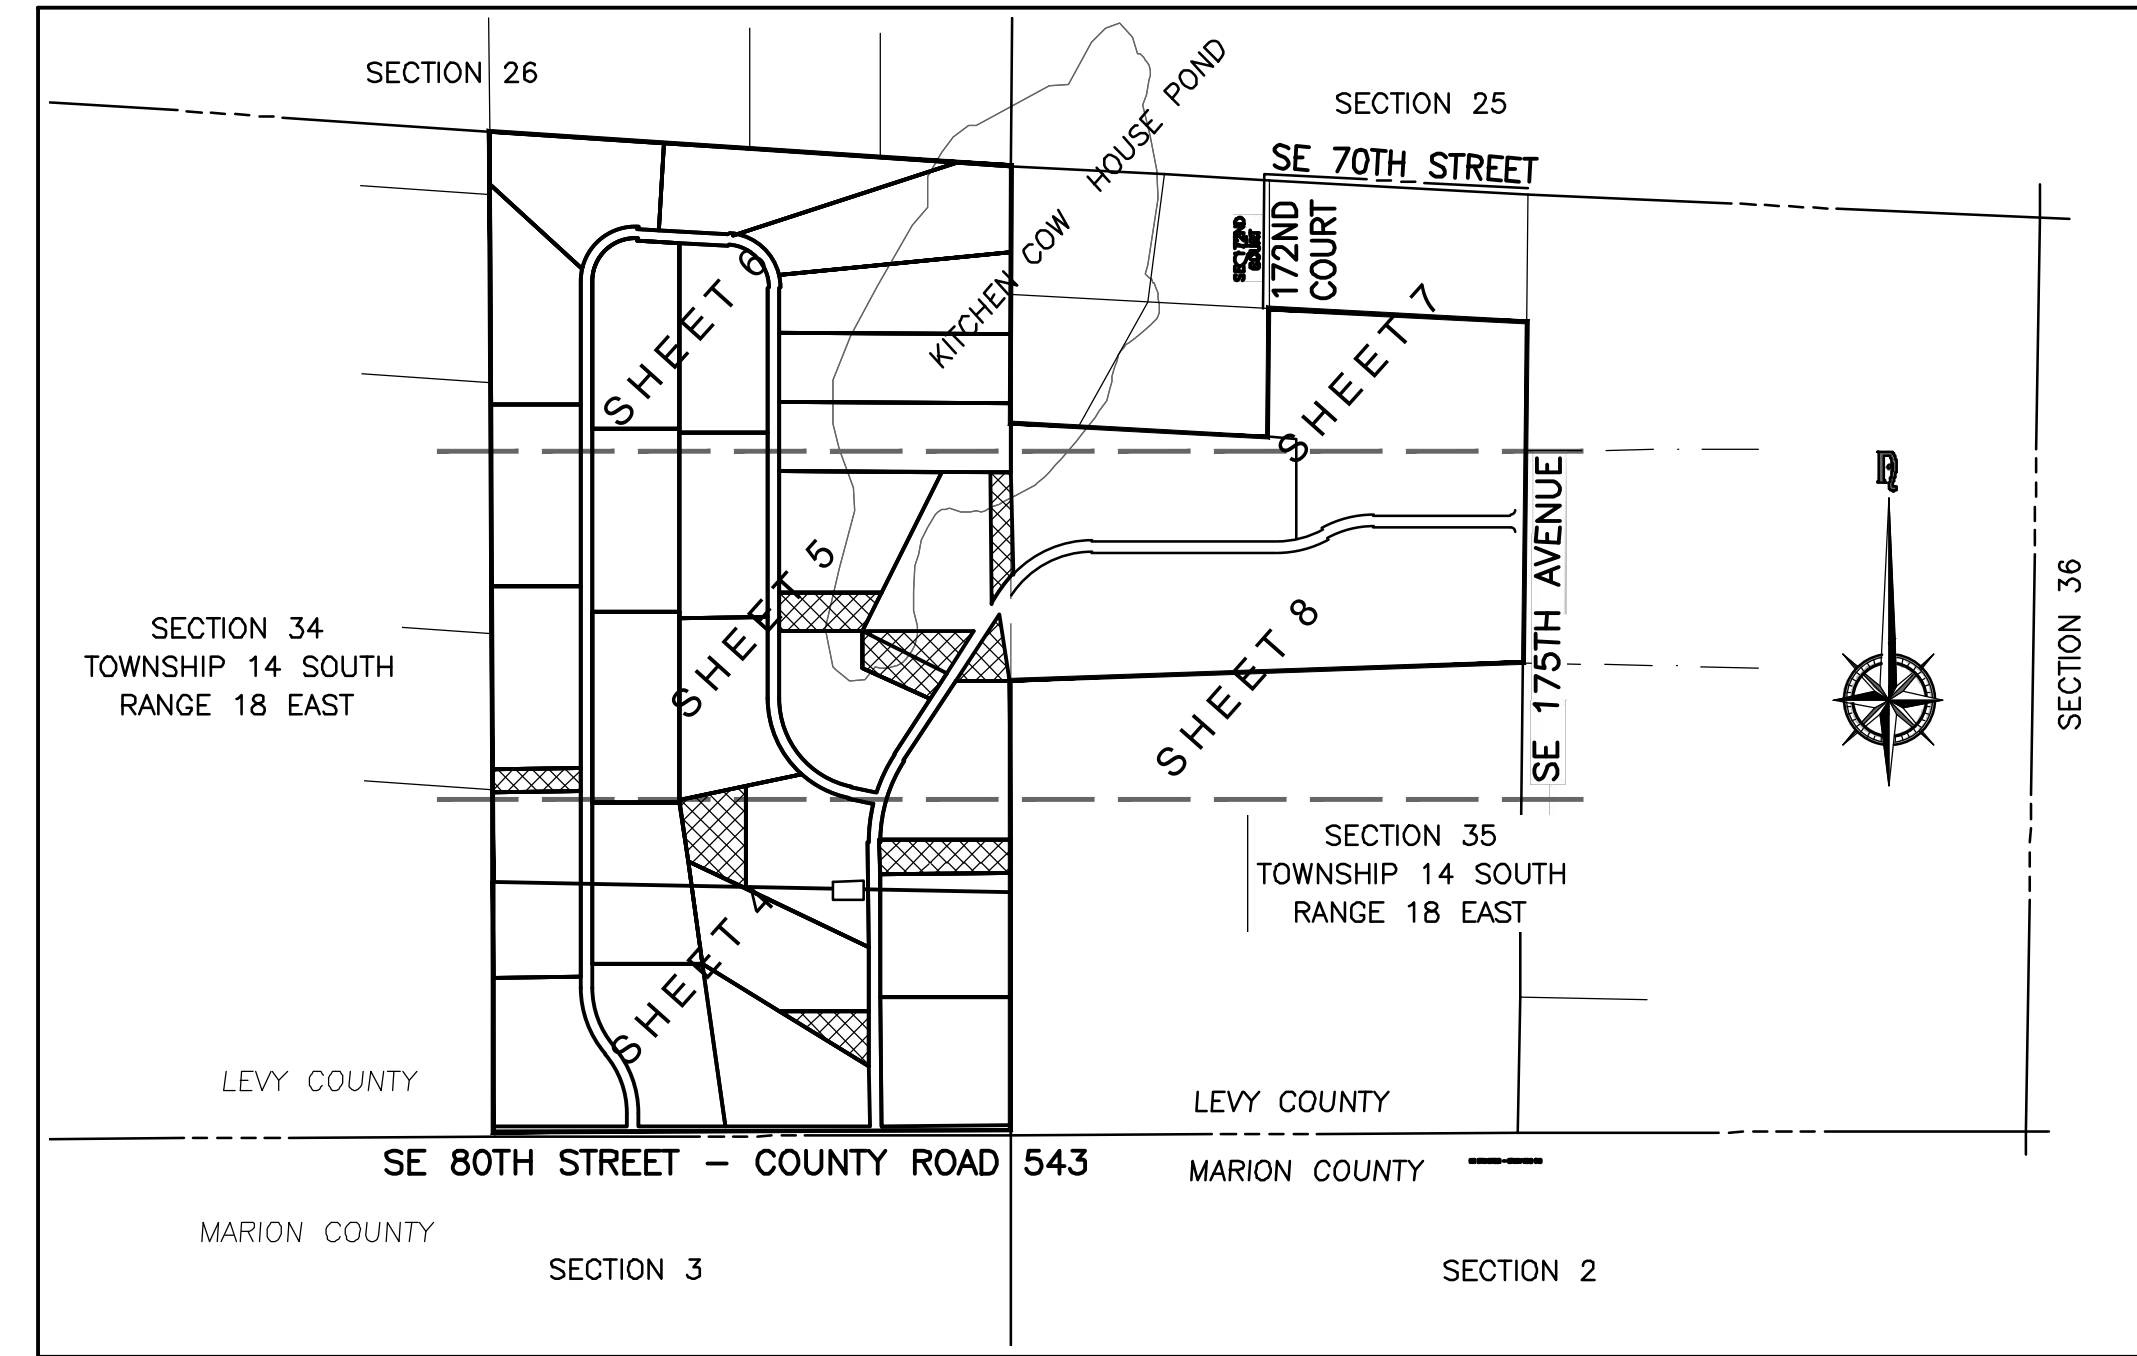 SECTION 26
SECTION 25
KITCHEN COW HOUSE POND
SE 70TH STREET
172ND
COURT
SHEET 6
SHEET 7
SHEET 5
SHEET 8
SE 175TH AVENUE
SECTION 36
SECTION 34
TOWNSHIP 14 SOUTH
RANGE 18 EAST
SECTION 35
TOWNSHIP 14 SOUTH
RANGE 18 EAST
SHEET 4
LEVY COUNTY
LEVY COUNTY
SE 80TH STREET - COUNTY ROAD 543
MARION COUNTY
MARION COUNTY
SECTION 3
SECTION 2